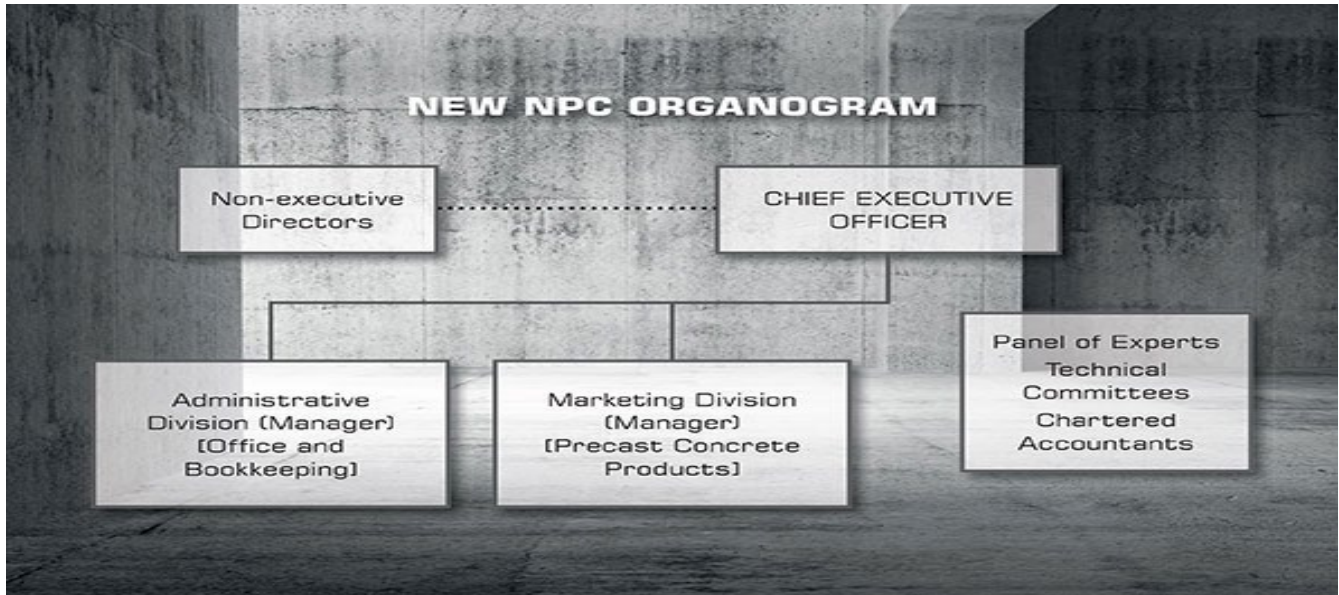 NEW NPC ORGANOGRAM
Non-executive
Directors
CHIEF EXECUTIVE
OFFICER
Administrative
Division (Manager)
[Office and
Bookkeeping]
Marketing Division
(Manager)
[Precast Concrete
Products]
Panel of Experts
Technical
Committees
Chartered
Accountants